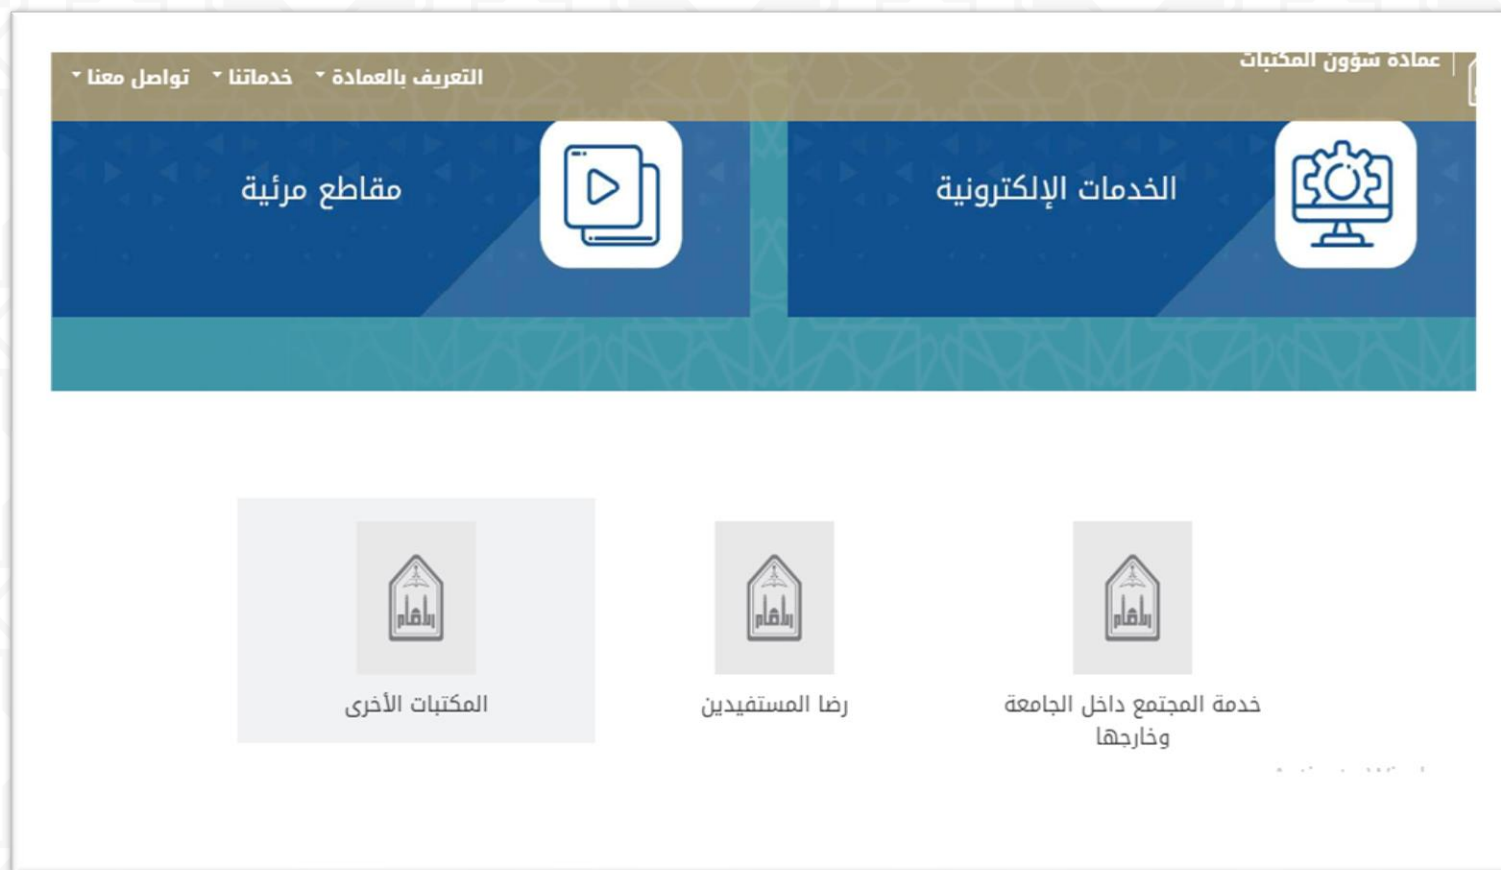 عمادة شؤون المكتبات
التعريف بالعمادة خدماتنا تواصل معنا
الخدمات الإلكترونية
مقاطع مرئية
خدمة المجتمع داخل الجامعة
وخارجها
رضا المستفيدين
المكتبات الأخرى